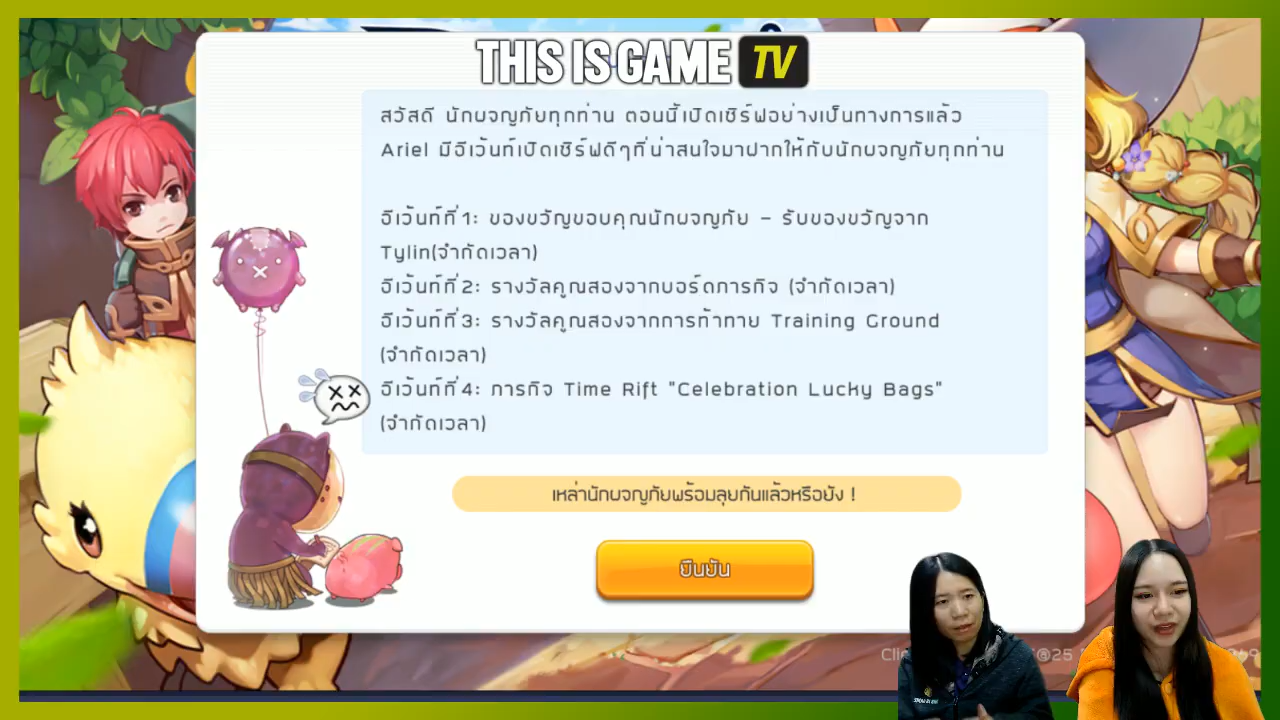 THIS IS GAME TV
สวัสดี นักผจญภัยทุกท่าน ตอนนี้เปิดเซิร์ฟอย่างเป็นทางการแล้ว
Ariel มีอีเว้นท์เปิดเซิร์ฟดีๆที่น่าสนใจมาฝากให้กับนักผจญภัยทุกท่าน
อีเว้นท์ที่1: ของขวัญขอบคุณนักผจญภัย – รับของขวัญจาก
Tylin(จำกัดเวลา)
อีเว้นท์ที่2: รางวัลคูณสองจากบอร์ดภารกิจ (จำกัดเวลา)
อีเว้นท์ที่3: รางวัลคูณสองจากการท้าทาย Training Ground
(จำกัดเวลา)
อีเว้นท์ที่4: ภารกิจ Time Rift "Celebration Lucky Bags"
(จำกัดเวลา)
เหล่านักผจญภัยพร้อมลุยกันแล้วหรือยัง !
ยืนยัน